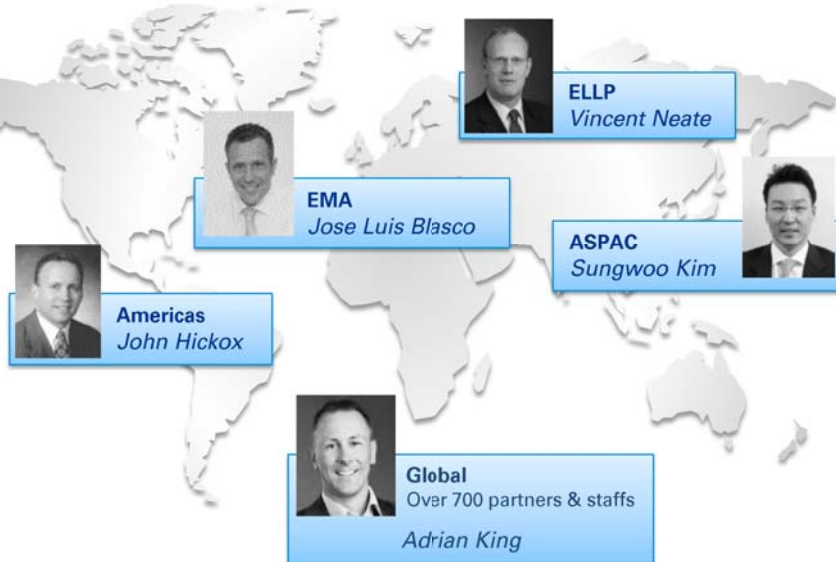 ELLP
Vincent Neate
EMA
Jose Luis Blasco
ASPAC
Sungwoo Kim
Americas
John Hickox
Global
Over 700 partners & staffs
Adrian King